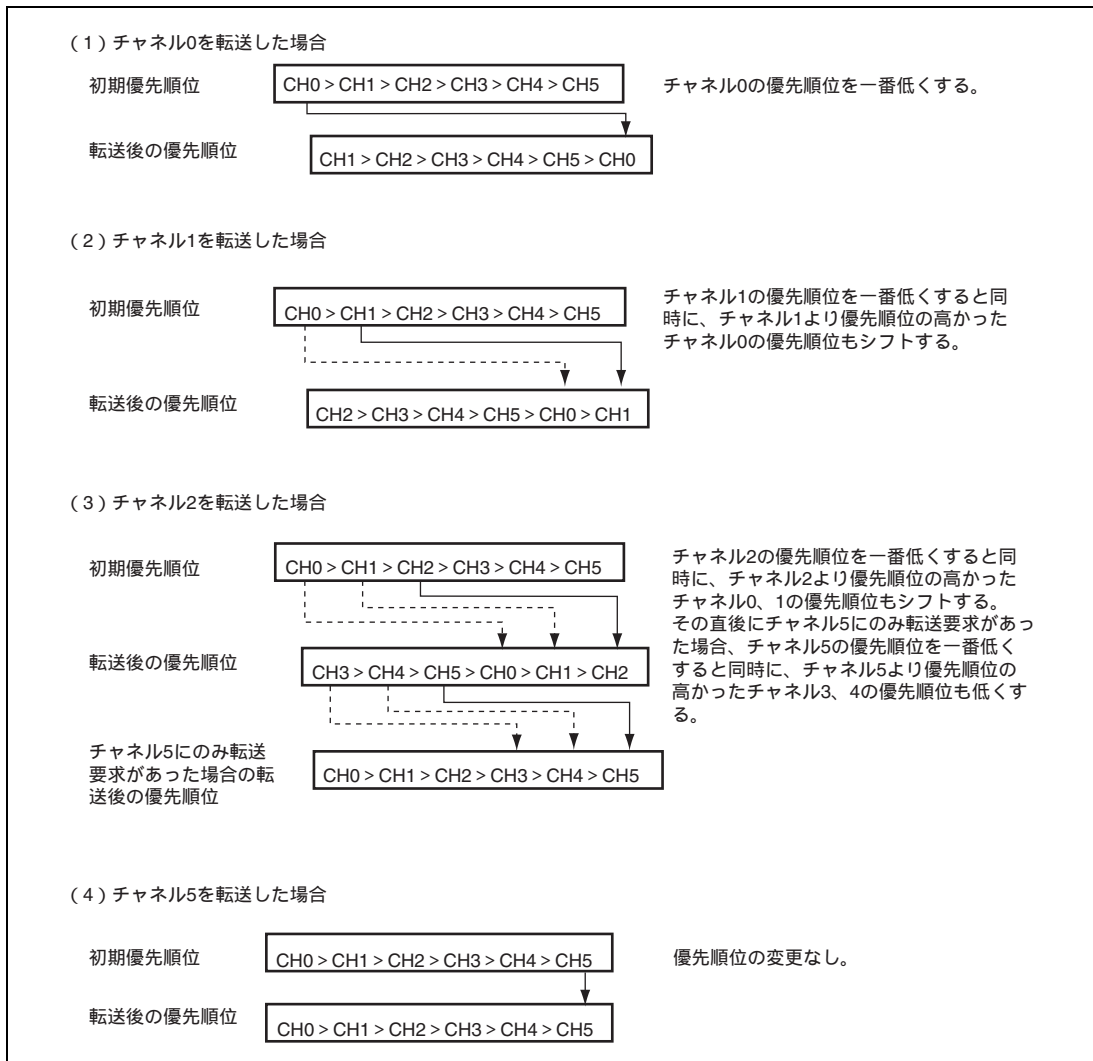 (1)チャネル0を転送した場合
初期優先順位
CH0 > CH1 > CH2 > CH3 > CH4 > CH5
チャネル0の優先順位を一番低くする。
転送後の優先順位
CH1 > CH2 > CH3 > CH4 > CH5 > CH0
(2)チャネル1を転送した場合
初期優先順位
CH0 > CH1 > CH2 > CH3 > CH4 > CH5
チャネル1の優先順位を一番低くすると同
時に、チャネル1より優先順位の高かった
チャネル0の優先順位もシフトする。
転送後の優先順位
CH2 > CH3 > CH4 > CH5 > CH0 > CH1
(3)チャネル2を転送した場合
初期優先順位
CH0 > CH1 > CH2 > CH3 > CH4 > CH5
チャネル2の優先順位を一番低くすると同
時に、チャネル2より優先順位の高かった
チャネル0、1の優先順位もシフトする。
その直後にチャネル5にのみ転送要求があっ
た場合、チャネル5の優先順位を一番低く
すると同時に、チャネル5より優先順位の
高かったチャネル3、4の優先順位も低くす
る。
転送後の優先順位
CH3 > CH4 > CH5 > CH0 > CH1 > CH2
チャネル5にのみ転送
要求があった場合の転
送後の優先順位
CH0 > CH1 > CH2 > CH3 > CH4 > CH5
(4)チャネル5を転送した場合
初期優先順位
CH0 > CH1 > CH2 > CH3 > CH4 > CH5
優先順位の変更なし。
転送後の優先順位
CH0 > CH1 > CH2 > CH3 > CH4 > CH5